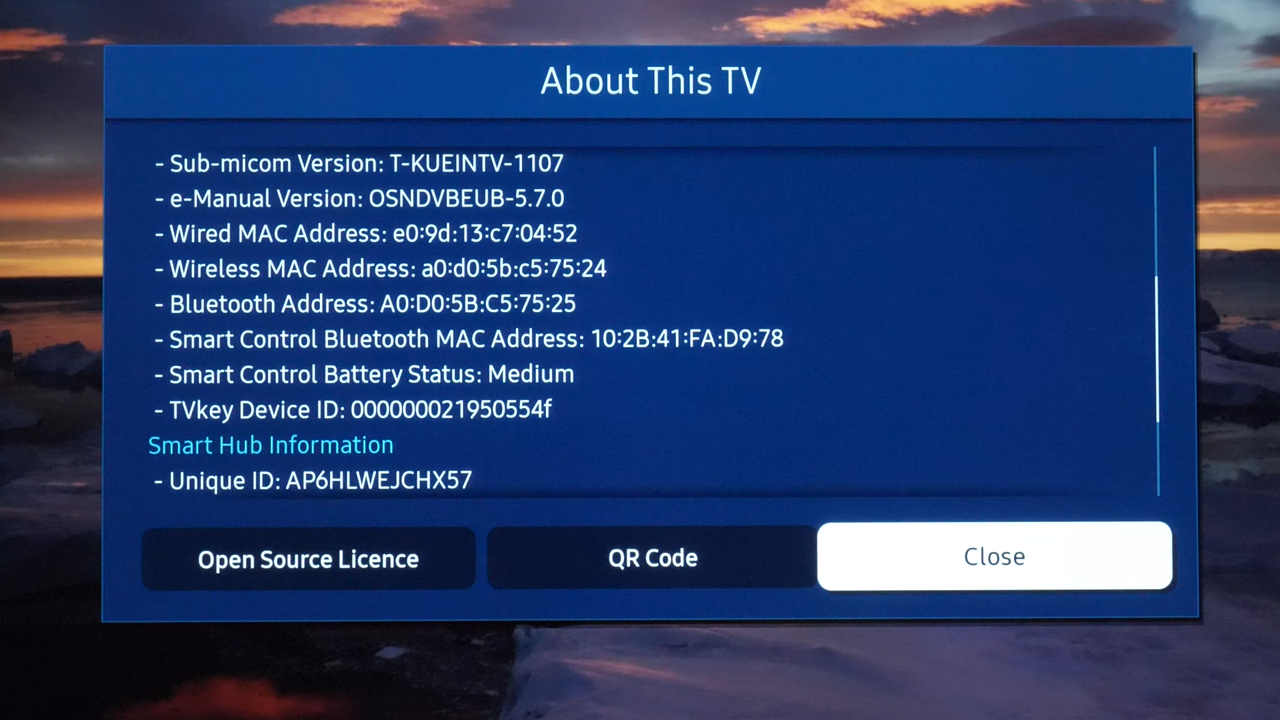 About This TV
- Sub-micom Version: T-KUEINTV-1107
- e-Manual Version: OSNDVBEUB-5.7.0
- Wired MAC Address: e0:9d:13:c7:04:52
- Wireless MAC Address: a0:d0:5b:c5:75:24
- Bluetooth Address: A0:D0:5B:C5:75:25
- Smart Control Bluetooth MAC Address: 10:2B:41:FA:D9:78
- Smart Control Battery Status: Medium
- TVkey Device ID: 000000021950554f
Smart Hub Information
- Unique ID: AP6HLWEJCHX57
Open Source Licence
QR Code
Close